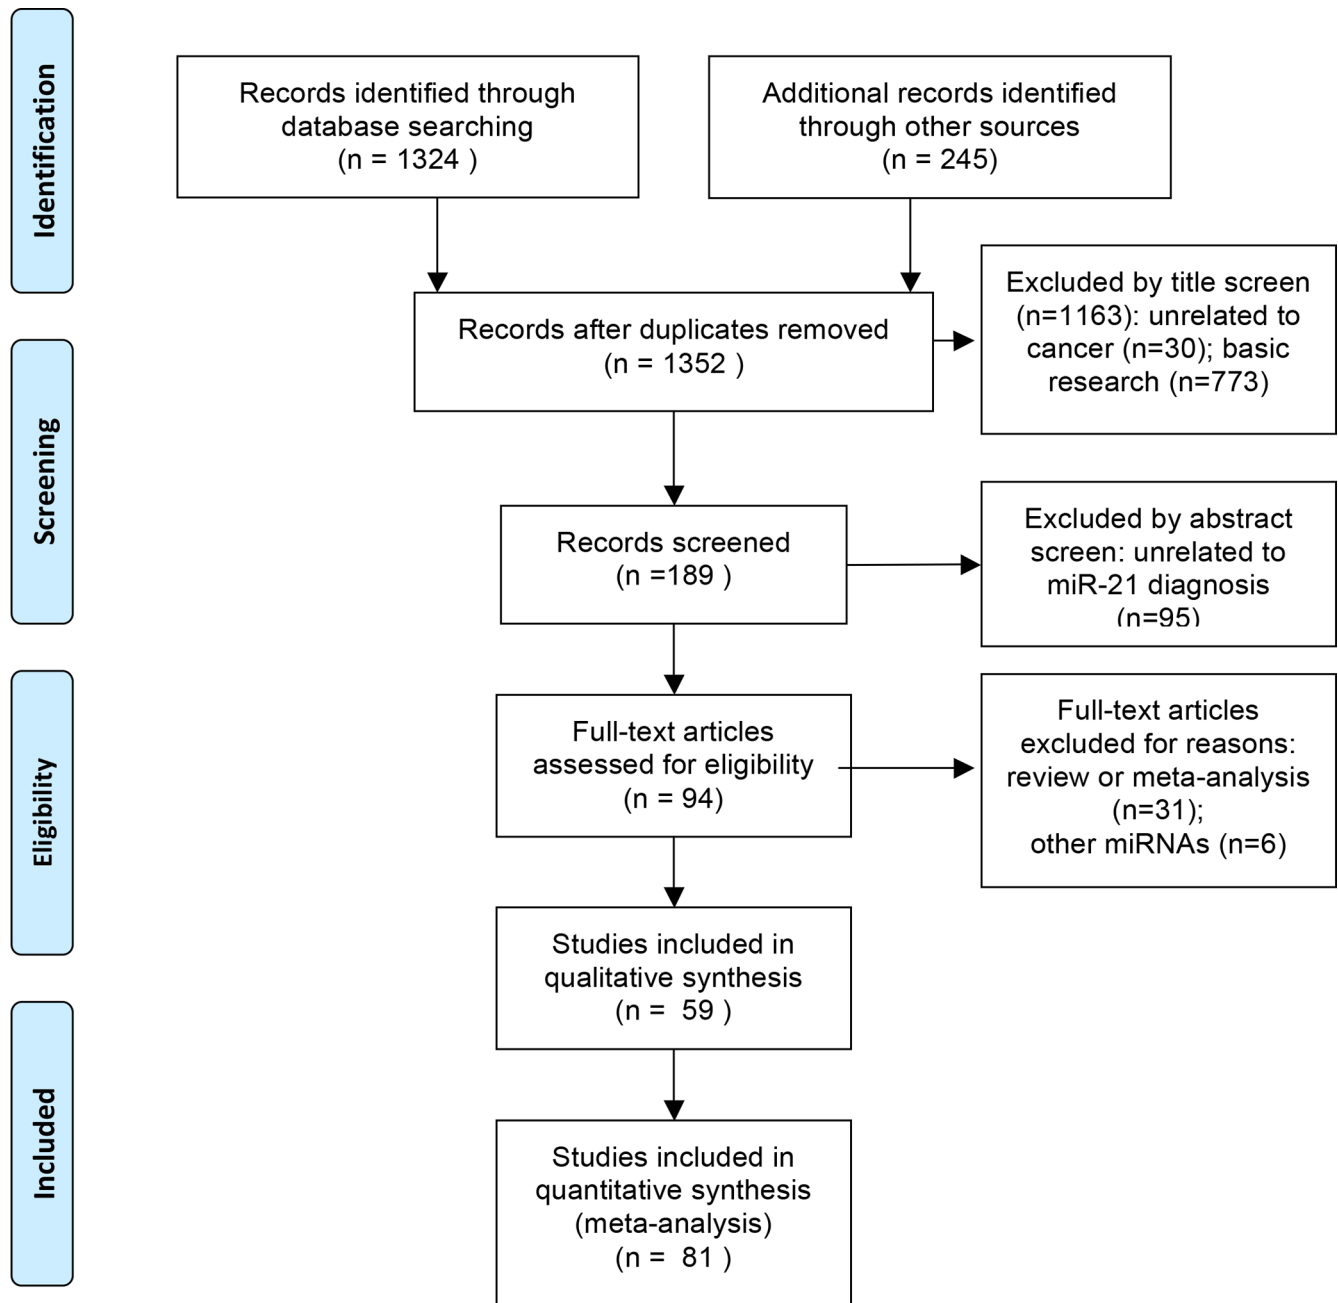 Identification
Records identified through
database searching
(n = 1324 )
Additional records identified
through other sources
(n = 245)
Records after duplicates removed
(n = 1352 )
Excluded by title screen
(n=1163): unrelated to
cancer (n=30); basic
research (n=773)
Screening
Records screened
(n =189 )
Excluded by abstract
screen: unrelated to
miR-21 diagnosis
(n=95)
Eligibility
Full-text articles
assessed for eligibility
(n = 94)
Full-text articles
excluded for reasons:
review or meta-analysis
(n=31);
other miRNAs (n=6)
Studies included in
qualitative synthesis
(n =  59 )
Included
Studies included in
quantitative synthesis
(meta-analysis)
(n =  81 )